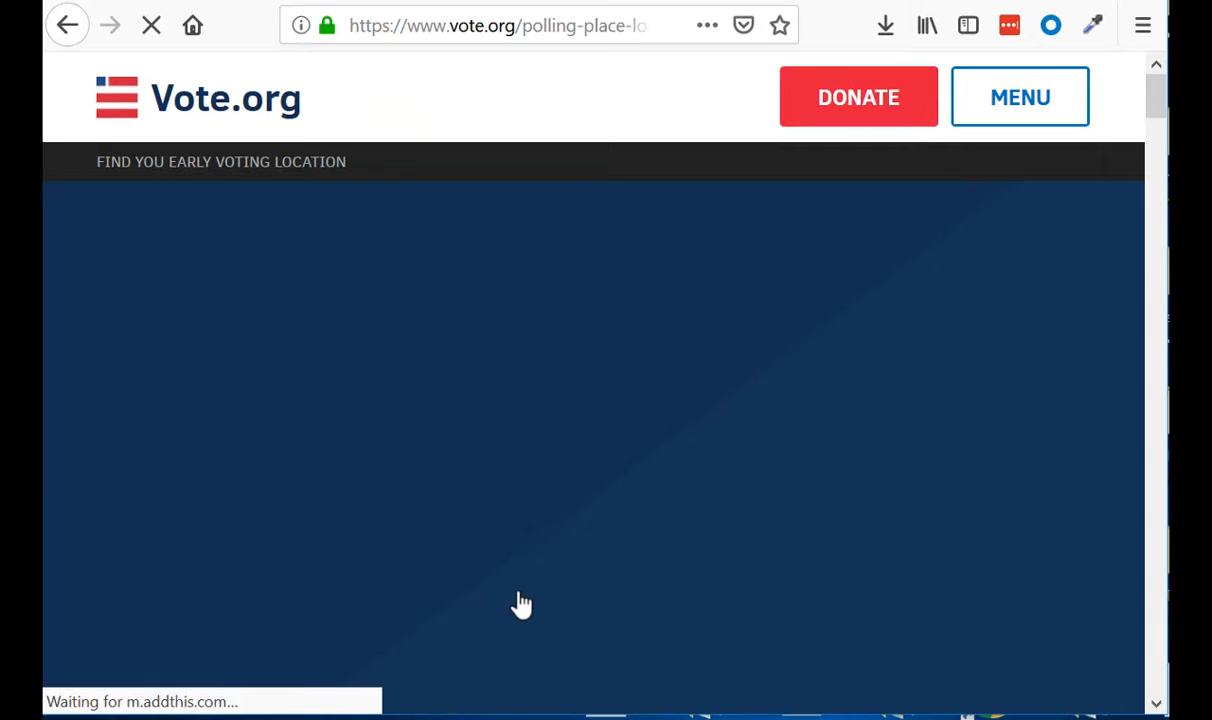 https://www.vote.org/polling-place-lo
Vote.org
DONATE
MENU
FIND YOU EARLY VOTING LOCATION
Waiting for m.addthis.com...